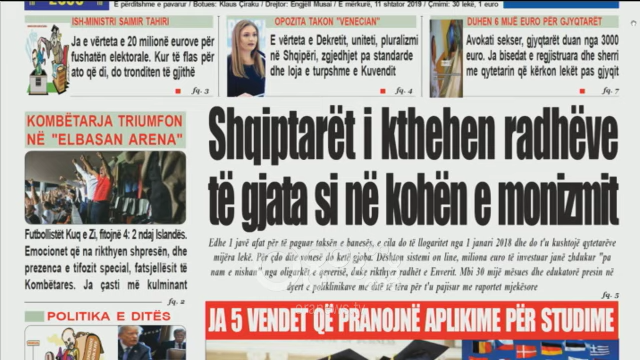 E përditshme e pavarur / Botues: Klaus Çiraku / Drejtor: Engjëll Musai / E mërkurë, 11 shtator 2019 / Çmimi: 30 lekë, 1 euro
ISH-MINISTRI SAIMIR TAHIRI
Ja e vërteta e 20 milionë eurove për
fushatën elektorale. Kur të flas për
ato që di, do tronditen të gjithë
fq. 3
OPOZITA TAKON "VENECIAN"
E vërteta e Dekretit, uniteti, pluralizmi
në Shqipëri, zgjedhjet pa standarde
dhe loja e turpshme e Kuvendit
fq. 4
DUHEN 6 MIJË EURO PËR GJYQTARËT
Avokati sekser, gjyqtarët duan nga 3000
euro. Ja bisedat e regjistruara dhe sherri
me qytetarin që kërkon lekët pas gjyqit
fq. 7
KOMBËTARJA TRIUMFON
NË "ELBASAN ARENA"
Futbollistët Kuq e Zi, fitojnë 4: 2 ndaj Islandës.
Emocionet që na rikthyen shpresën, dhe
prezenca e tifozit special, fatsjellësit të
Kombëtares. Ja çasti më kulminant
fq. 2
Shqiptarët i kthehen radhëve
të gjata si në kohën e monizmit
Edhe 1 javë afat për të paguar taksën e banesës, e cila do të llogaritet nga 1 janari 2018 dhe do t'u kushtojë qytetarëve
mijëra lekë. Për çdo ditë vonesë do ketë gjoba. Dështon sistemi on line, miliona euro të investuar janë zhdukur "pa
nam e nishan" nga oligarkët e qeverisë, duke rikthyer radhët e Enverit. Mbi 30 mijë mësues dhe edukatorë presin në
dyert e poliklinikave me ditë të tëra për t'u pajisur me raportet mjekësore
fq. 5
POLITIKA E DITËS
JA 5 VENDET QË PRANOJNË APLIKIME PËR STUDIME